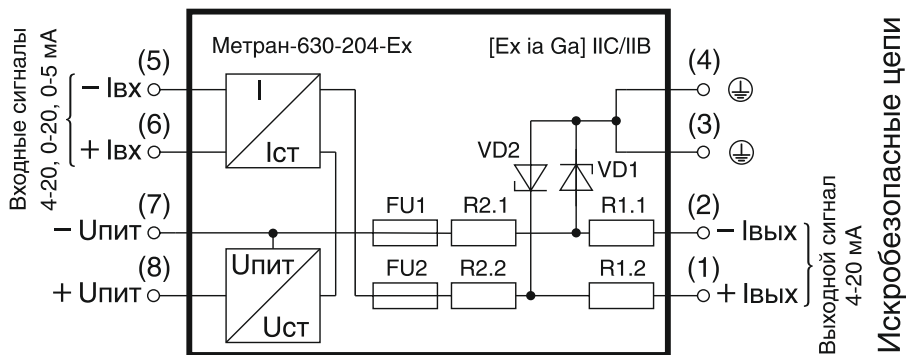 Метран-630-204-Ex
[Ex ia Ga] IIC/IIB
Входные сигналы
4-20, 0-20, 0-5 мА
(5)
− Iвх
(6)
+ Iвх
(7)
− Uпит
(8)
+ Uпит
I
Iст
Uпит
Uст
FU1
R2.1
R1.1
FU2
R2.2
R1.2
VD2
VD1
(4)
(3)
(2)
− Iвых
(1)
+ Iвых
Выходной сигнал
4-20 мА
Искробезопасные цепи